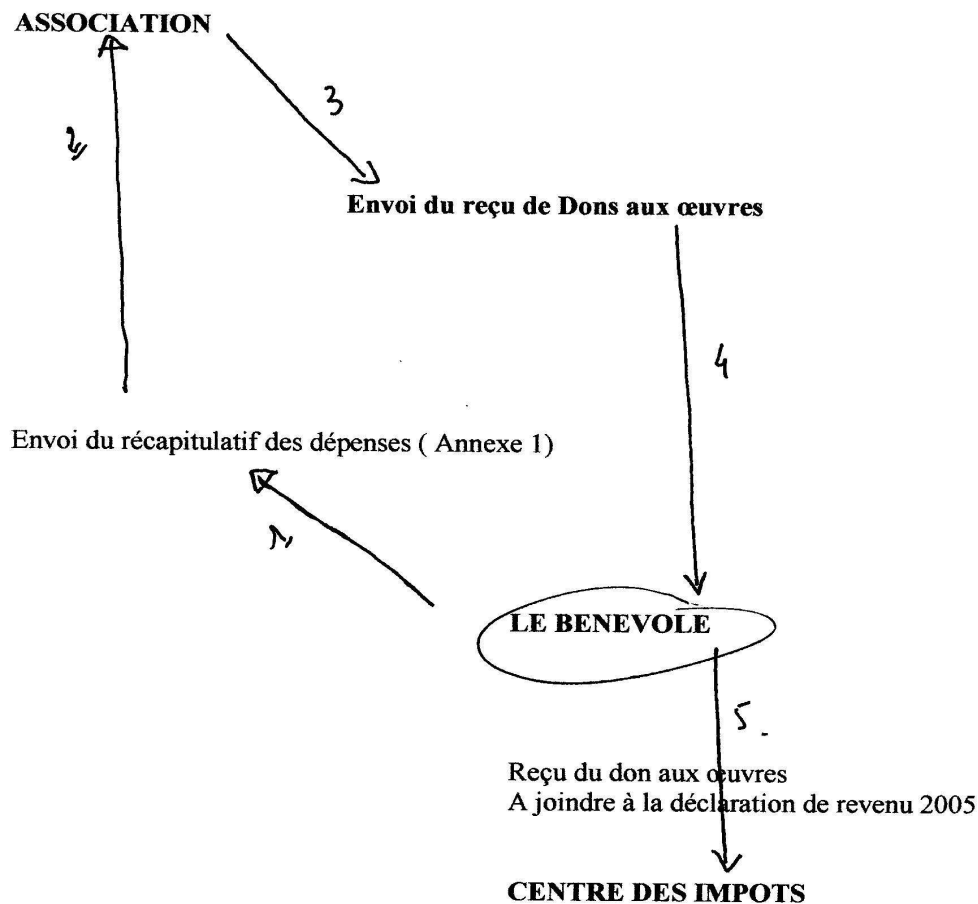 ASSOCIATION
3
2
Envoi du reçu de Dons aux œuvres
4
Envoi du récapitulatif des dépenses ( Annexe 1)
1
LE BENEVOLE
5.
Reçu du don aux œuvres
A joindre à la déclaration de revenu 2005
CENTRE DES IMPOTS